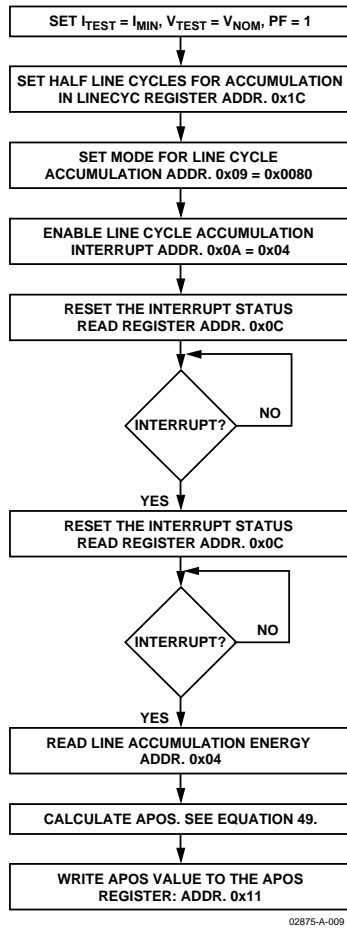 SET ITEST = IMIN, VTEST = VNOM, PF = 1
SET HALF LINE CYCLES FOR ACCUMULATION
IN LINECYC REGISTER ADDR. 0x1C
SET MODE FOR LINE CYCLE
ACCUMULATION ADDR. 0x09 = 0x0080
ENABLE LINE CYCLE ACCUMULATION
INTERRUPT ADDR. 0x0A = 0x04
RESET THE INTERRUPT STATUS
READ REGISTER ADDR. 0x0C
INTERRUPT?
NO
YES
RESET THE INTERRUPT STATUS
READ REGISTER ADDR. 0x0C
INTERRUPT?
NO
YES
READ LINE ACCUMULATION ENERGY
ADDR. 0x04
CALCULATE APOS. SEE EQUATION 49.
WRITE APOS VALUE TO THE APOS
REGISTER: ADDR. 0x11
02875-A-009